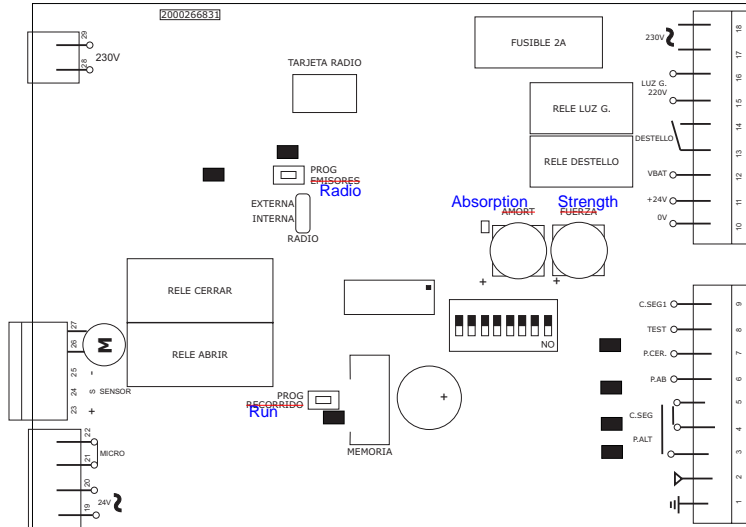 2000266831
29
28
230V
TARJETA RADIO
FUSIBLE 2A
RELE LUZ G.
RELE DESTELLO
230V
LUZ G.
220V
DESTELLO
VBAT
+24V
0V
18
17
16
15
14
13
12
11
10
PROG
EMISORES
Radio
EXTERNA
INTERNA
RADIO
Absorption
AMORT
Strength
FUERZA
+
+
RELE CERRAR
RELE ABRIR
NO
27
26
25
24
23
M
-
S SENSOR
+
PROG
RECORRIDO
Run
MEMORIA
+
22
21
20
19
MICRO
24V
C.SEG1
TEST
P.CER.
P.AB
C.SEG
P.ALT
9
8
7
6
5
4
3
2
1